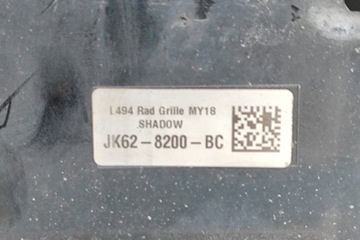 L494 Rad Grille MY18
SHADOW
JK62-8200-BC